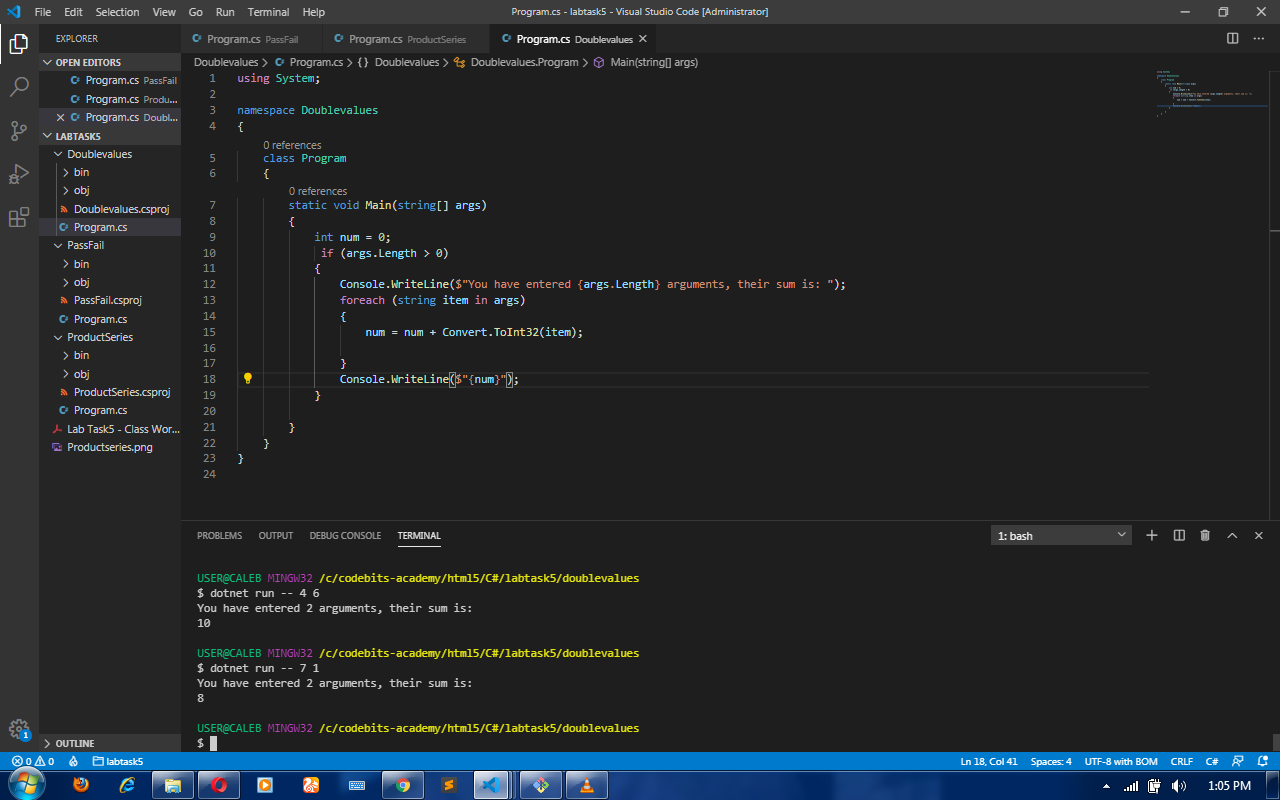 File Edit Selection View Go Run Terminal Help Program.cs - labtask5 - Visual Studio Code [Administrator]
EXPLORER
OPEN EDITORS
Program.cs PassFail
Program.cs Produ...
Program.cs Doubl...
LABTASK5
Doublevalues
bin
obj
Doublevalues.csproj
Program.cs
PassFail
bin
obj
PassFail.csproj
Program.cs
ProductSeries
bin
obj
ProductSeries.csproj
Program.cs
Lab Task5 - Class Wor...
Productseries.png
OUTLINE
1
Program.cs PassFail Program.cs ProductSeries Program.cs Doublevalues
Doublevalues > Program.cs > {} Doublevalues > Doublevalues.Program > Main(string[] args)
1 using System;
2
3 namespace Doublevalues
4 {
0 references
5 class Program
6 {
0 references
7 static void Main(string[] args)
8 {
9 int num = 0;
10 if (args.Length > 0)
11 {
12 Console.WriteLine($"You have entered {args.Length} arguments, their sum is: ");
13 foreach (string item in args)
14 {
15 num = num + Convert.ToInt32(item);
16
17 }
18 Console.WriteLine($"{num}");
19 }
20
21 }
22 }
23 }
24
PROBLEMS OUTPUT DEBUG CONSOLE TERMINAL 1: bash
USER@CALEB MINGW32 /c/codebits-academy/html5/C#/labtask5/doublevalues
$ dotnet run -- 4 6
You have entered 2 arguments, their sum is:
10
USER@CALEB MINGW32 /c/codebits-academy/html5/C#/labtask5/doublevalues
$ dotnet run -- 7 1
You have entered 2 arguments, their sum is:
8
USER@CALEB MINGW32 /c/codebits-academy/html5/C#/labtask5/doublevalues
$
0 0 labtask5 Ln 18, Col 41 Spaces: 4 UTF-8 with BOM CRLF C#
1:05 PM